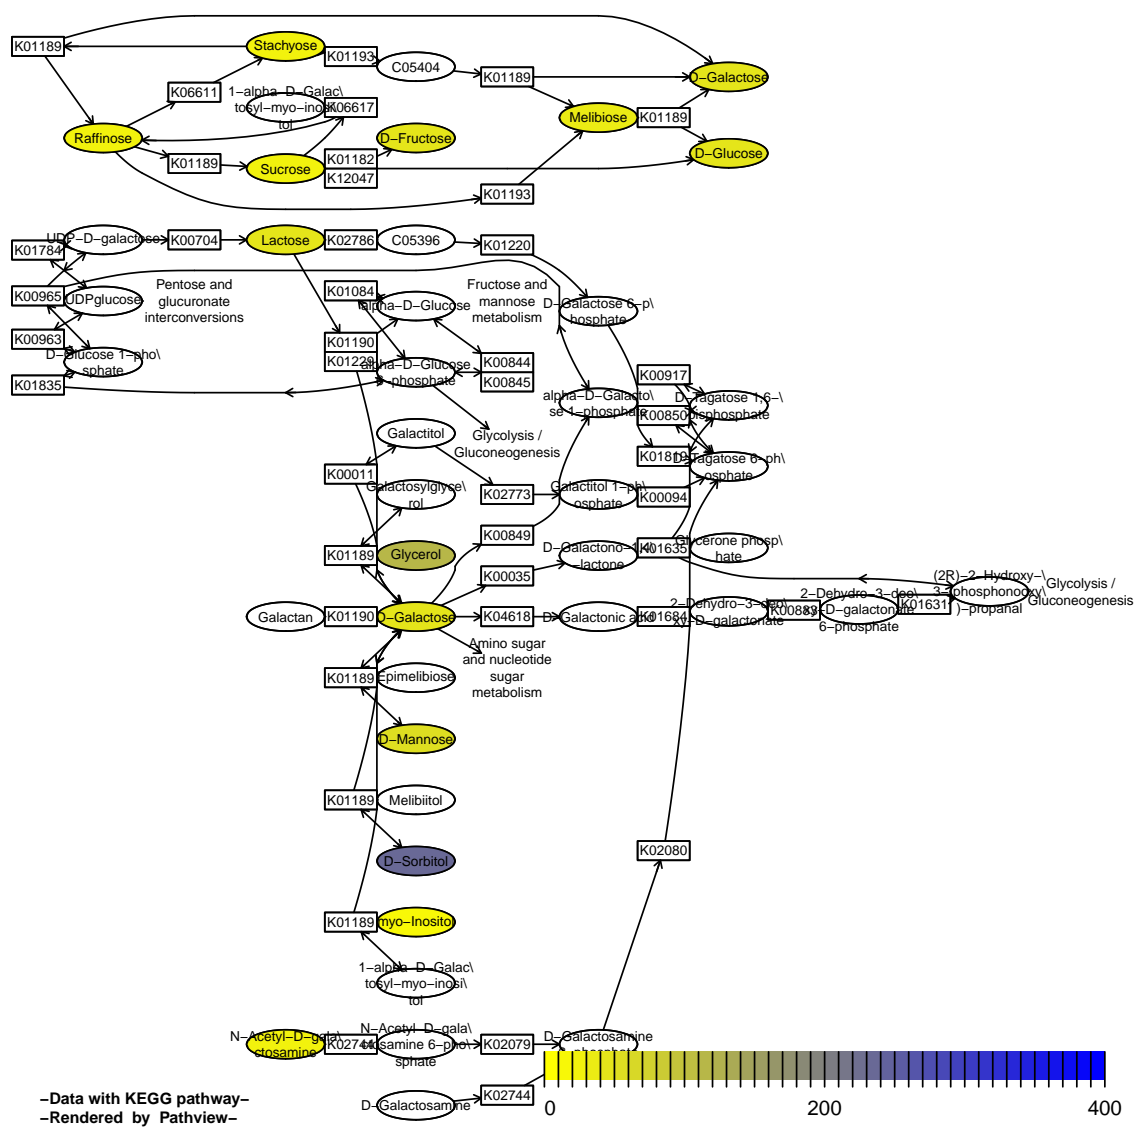 K01189
Stachyose
K01193
C05404
K01189
D−Galactose
K06611
1−alpha−D−Galac\
tosyl−myo−inosi\
tol
K06617
Raffinose
D−Fructose
Melibiose
K01189
K01189
Sucrose
K01182
K12047
D−Glucose
K01193
K01784
UDP−D−galactose
K00704
Lactose
K02786
C05396
K01220
K00965
UDPglucose
Pentose and
glucuronate
interconversions
K01084
alpha−D−Glucose
Fructose and
mannose
metabolism
D−Galactose 6−p\
hosphate
K00963
D−Glucose 1−pho\
sphate
K01190
K01229
alpha−D−Glucose
phosphate
K00844
K00845
K01835
K00917
D−Tagatose 1,6−\
bisphosphate
alpha−D−Galacto\
se 1−phosphate
K00850
Galactitol
Glycolysis /
Gluconeogenesis
K01819
D−Tagatose 6−ph\
osphate
K00011
Galactosylglyce\
rol
K02773
Galactitol 1−ph\
osphate
K00094
K00849
K01189
Glycerol
D−Galactono−1,4\
−lactone
K01635
Glycerone phosp\
hate
K00035
(2R)−2−Hydroxy−\
3−(phosphonooxy\
)−propanal
Glycolysis /
Gluconeogenesis
Galactan
K01190
D−Galactose
K04618
D−Galactonic acid
K01684
2−Dehydro−3−deo\
xy−D−galactonate
K00883
2−Dehydro−3−deo\
xy−D−galactonate
6−phosphate
K01631
Amino sugar
and nucleotide
sugar
metabolism
K01189
Epimelibiose
D−Mannose
K01189
Melibiitol
K02080
D−Sorbitol
K01189
myo−Inositol
1−alpha−D−Galac\
tosyl−myo−inosi\
tol
N−Acetyl−D−gala\
ctosamine
K02744
N−Acetyl−D−gala\
ctosamine 6−pho\
sphate
K02079
D−Galactosamine
K02744
D−Galactosamine
−Data with KEGG pathway−
−Rendered by Pathview−
0
200
400